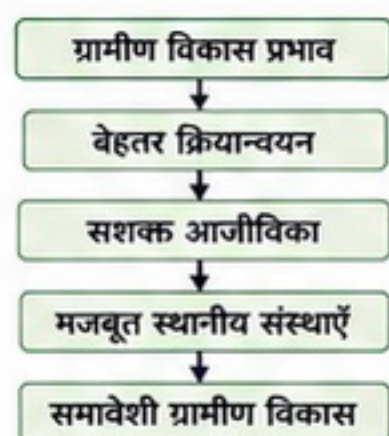 ग्रामीण विकास प्रभाव
बेहतर क्रियान्वयन
सशक्त आजीविका
मजबूत स्थानीय संस्थाएँ
समावेशी ग्रामीण विकास